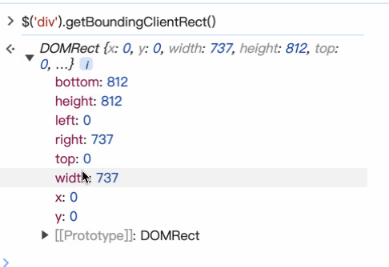 $('div').getBoundingClientRect()
DOMRect {x: 0, y: 0, width: 737, height: 812, top:
0, …} i
bottom: 812
height: 812
left: 0
right: 737
top: 0
width: 737
x: 0
y: 0
[[Prototype]]: DOMRect